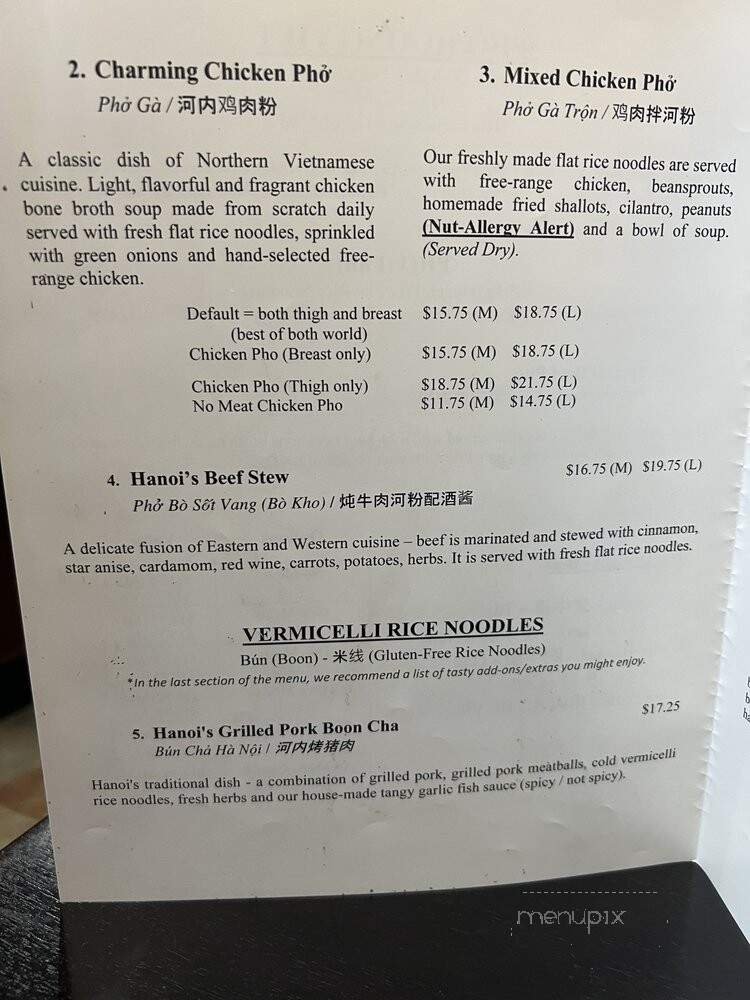 2. Charming Chicken Phở
Phở Gà / 河内鸡肉粉
A classic dish of Northern Vietnamese
cuisine. Light, flavorful and fragrant chicken
bone broth soup made from scratch daily
served with fresh flat rice noodles, sprinkled
with green onions and hand-selected free-
range chicken.
3. Mixed Chicken Phở
Phở Gà Trộn / 鸡肉拌河粉
Our freshly made flat rice noodles are served
with free-range chicken, beansprouts,
homemade fried shallots, cilantro, peanuts
(Nut-Allergy Alert) and a bowl of soup.
(Served Dry).
Default = both thigh and breast $15.75 (M) $18.75 (L)
(best of both world)
Chicken Pho (Breast only) $15.75 (M) $18.75 (L)
Chicken Pho (Thigh only) $18.75 (M) $21.75 (L)
No Meat Chicken Pho $11.75 (M) $14.75 (L)
4. Hanoi's Beef Stew $16.75 (M) $19.75 (L)
Phở Bò Sốt Vang (Bò Kho) / 炖牛肉河粉配酒酱
A delicate fusion of Eastern and Western cuisine – beef is marinated and stewed with cinnamon,
star anise, cardamom, red wine, carrots, potatoes, herbs. It is served with fresh flat rice noodles.
VERMICELLI RICE NOODLES
Bún (Boon) - 米线 (Gluten-Free Rice Noodles)
*In the last section of the menu, we recommend a list of tasty add-ons/extras you might enjoy.
5. Hanoi's Grilled Pork Boon Cha $17.25
Bún Chả Hà Nội / 河内烤猪肉
Hanoi's traditional dish - a combination of grilled pork, grilled pork meatballs, cold vermicelli
rice noodles, fresh herbs and our house-made tangy garlic fish sauce (spicy / not spicy).
menupix